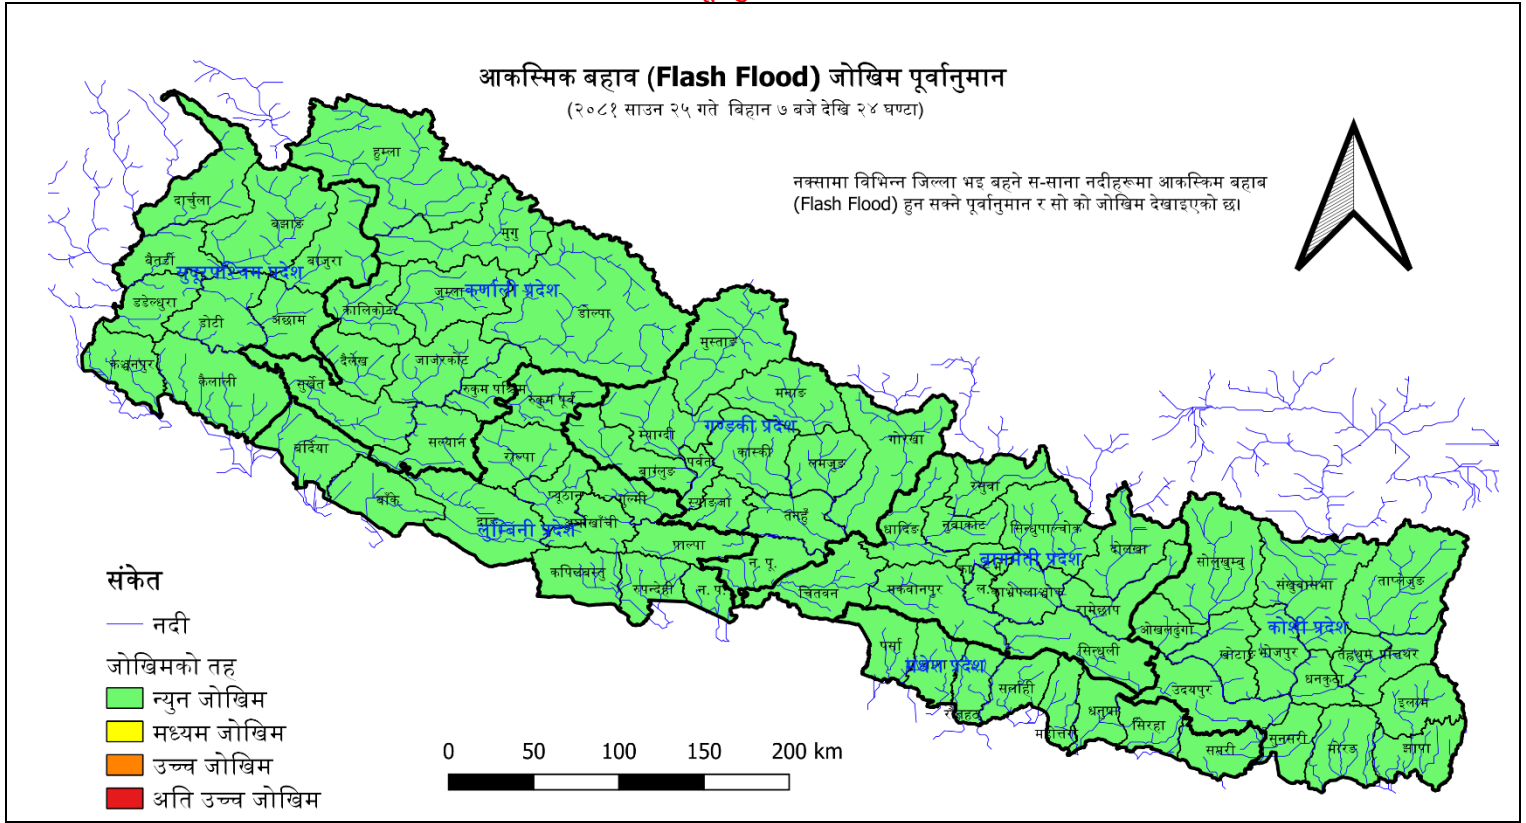 आकस्मिक बहाव (Flash Flood) जोखिम पूर्वानुमान
(२०८१ साउन २५ गते बिहान ७ बजे देखि २४ घण्टा)
नक्सामा विभिन्न जिल्ला भइ बहने स-साना नदीहरूमा आकस्किम बहाब
(Flash Flood) हुन सक्ने पूर्वानुमान र सो को जोखिम देखाइएको छ।
हुम्ला
दार्चुला
बझाङ
मुगु
बैतडी
बाजुरा
सुदूरपश्चिम प्रदेश
जुम्ला
कर्णाली प्रदेश
डडेल्धुरा
कालिकोट
डोल्पा
डोटी
अछाम
मुस्ताङ
कञ्चनपुर
दैलेख
जाजरकोट
कैलाली
सुर्खेत
रुकुम पश्चिम
रुकुम पूर्व
मनाङ
गण्डकी प्रदेश
म्याग्दी
गोरखा
बर्दिया
सल्यान
कास्की
रोल्पा
पर्वत
लमजुङ
बाग्लुङ
रसुवा
बाँके
प्यूठान
गुल्मी
स्याङजा
तनहुँ
दाङ
अर्घाखाँची
लुम्बिनी प्रदेश
धादिङ
नुवाकोट
सिन्धुपाल्चोक
पाल्पा
दोलखा
बागमती प्रदेश
न. पू.
सोलुखुम्बु
कपिलबस्तु
का
संखुवासभा
ताप्लेजुङ
रुपन्देही
न. प.
चितवन
मकवानपुर
ल.
काभ्रेपलाञ्चोक
रामेछाप
ओखलढुंगा
कोशी प्रदेश
पर्सा
सिन्धुली
खोटाङ
भोजपुर
तेह्रथुम
पाँचथर
मधेश प्रदेश
धनकुटा
सर्लाही
उदयपुर
इलाम
रौतहट
धनुषा
सिरहा
महोत्तरी
सप्तरी
सुनसरी
मोरङ
झापा
संकेत
नदी
जोखिमको तह
न्युन जोखिम
मध्यम जोखिम
उच्च जोखिम
अति उच्च जोखिम
0 50 100 150 200 km